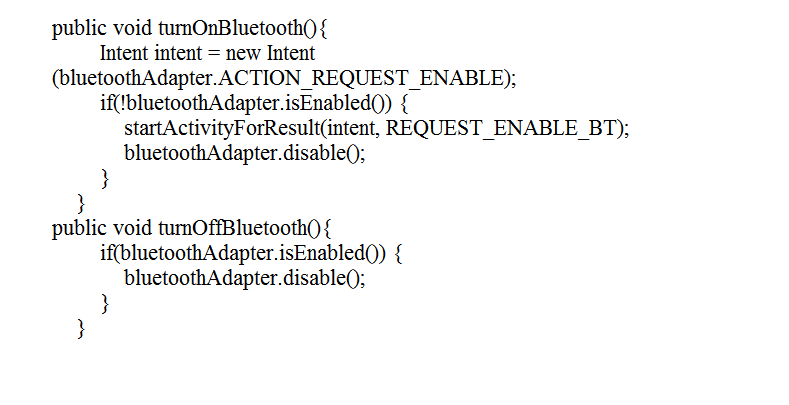 public void turnOnBluetooth(){
Intent intent = new Intent
(bluetoothAdapter.ACTION_REQUEST_ENABLE);
if(!bluetoothAdapter.isEnabled()) {
startActivityForResult(intent, REQUEST_ENABLE_BT);
bluetoothAdapter.disable();
}
}
public void turnOffBluetooth(){
if(bluetoothAdapter.isEnabled()) {
bluetoothAdapter.disable();
}
}